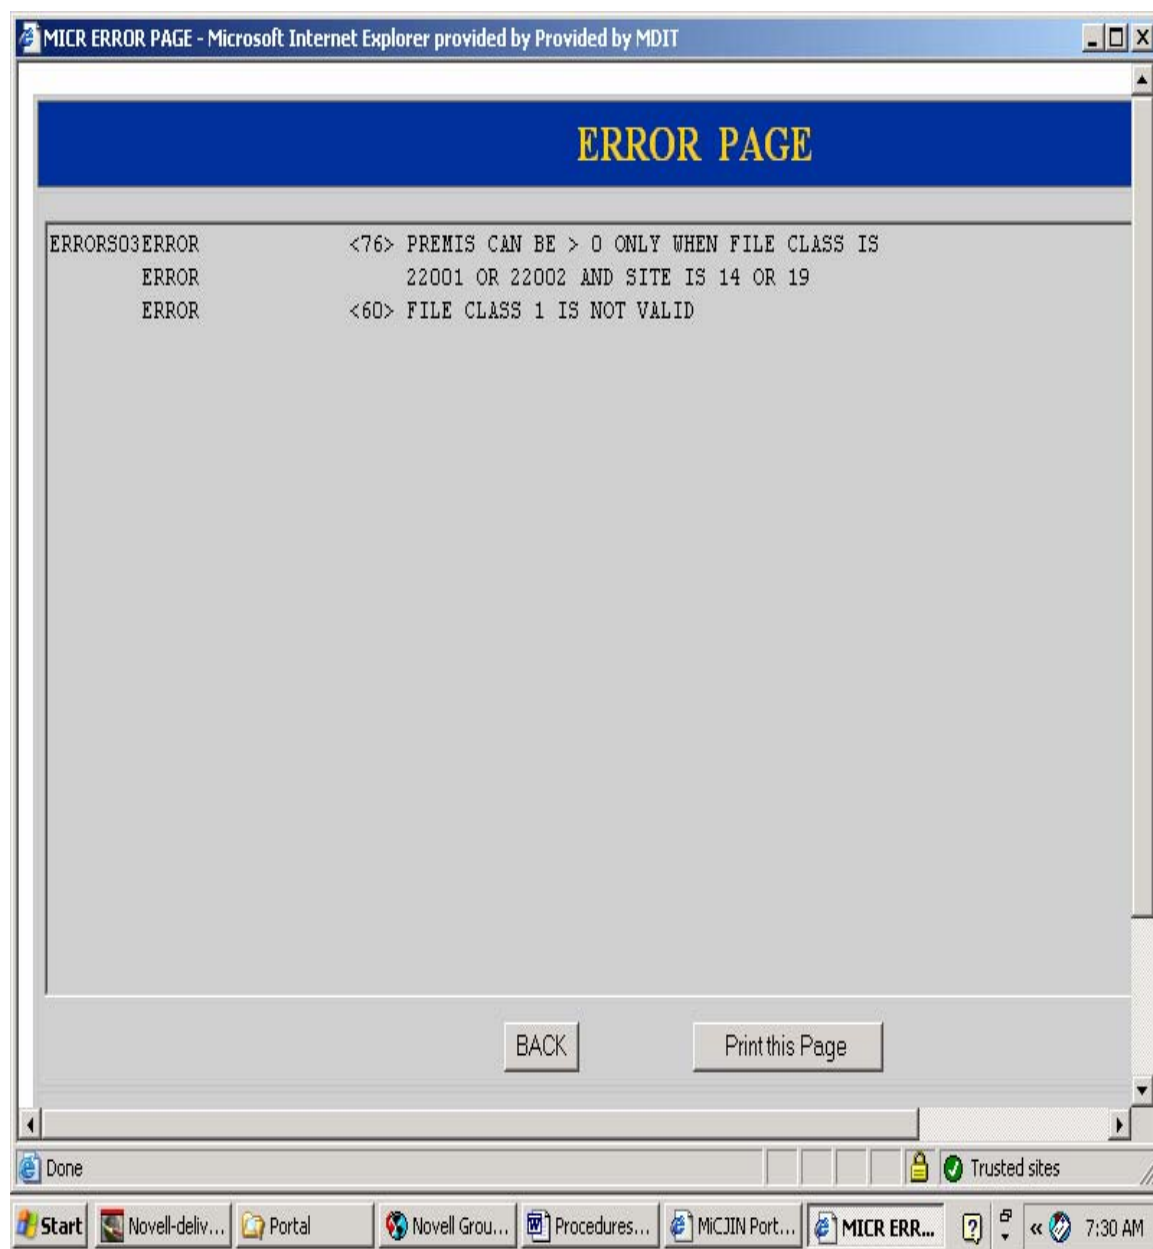 MICR ERROR PAGE - Microsoft Internet Explorer provided by Provided by MDIT
ERROR PAGE
ERRORS03ERROR <76> PREMIS CAN BE > 0 ONLY WHEN FILE CLASS IS
ERROR 22001 OR 22002 AND SITE IS 14 OR 19
ERROR <60> FILE CLASS 1 IS NOT VALID
BACK Print this Page
Done Trusted sites
Start Novell-deliv... Portal Novell Grou... Procedures... MiCJIN Port... MICR ERR... « 7:30 AM